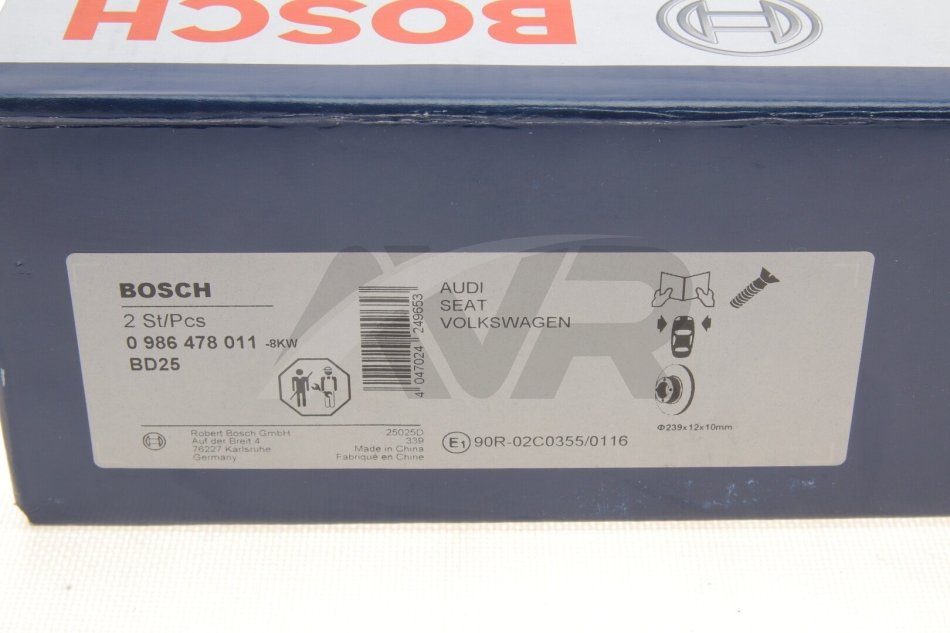 BOSCH
BOSCH
2 St/Pcs
0 986 478 011 -8KW
BD25
4 047024 249653
AUDI
SEAT
VOLKSWAGEN
Φ239x12x10mm
Robert Bosch GmbH
Auf der Breit 4
76227 Karlsruhe
Germany
25025D
339
Made in China
Fabriqué en Chine
E1 90R-02C0355/0116
AVR